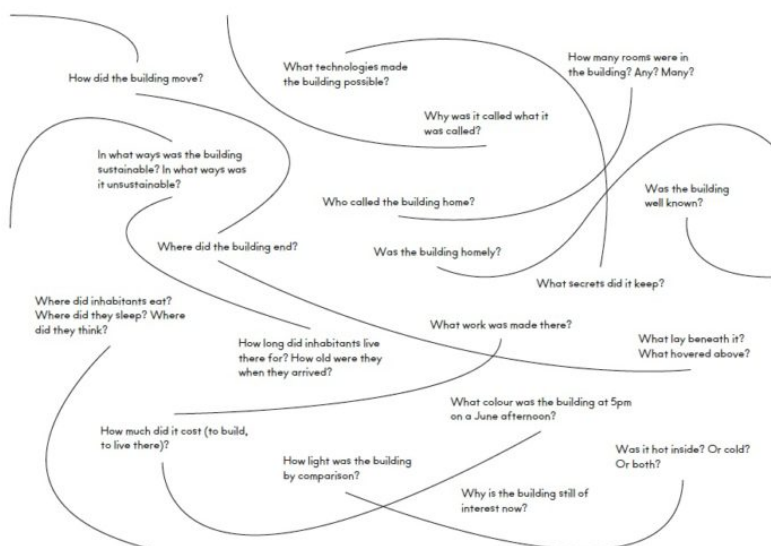 How did the building move?
What technologies made
the building possible?
How many rooms were in
the building? Any? Many?
Why was it called what it
was called?
In what ways was the building
sustainable? In what ways was
it unsustainable?
Who called the building home?
Was the building
well known?
Where did the building end?
Was the building homely?
What secrets did it keep?
Where did inhabitants eat?
Where did they sleep? Where
did they think?
How long did inhabitants live
there for? How old were they
when they arrived?
What work was made there?
What lay beneath it?
What hovered above?
How much did it cost (to build,
to live there)?
What colour was the building at 5pm
on a June afternoon?
How light was the building
by comparison?
Was it hot inside? Or cold?
Or both?
Why is the building still of
interest now?